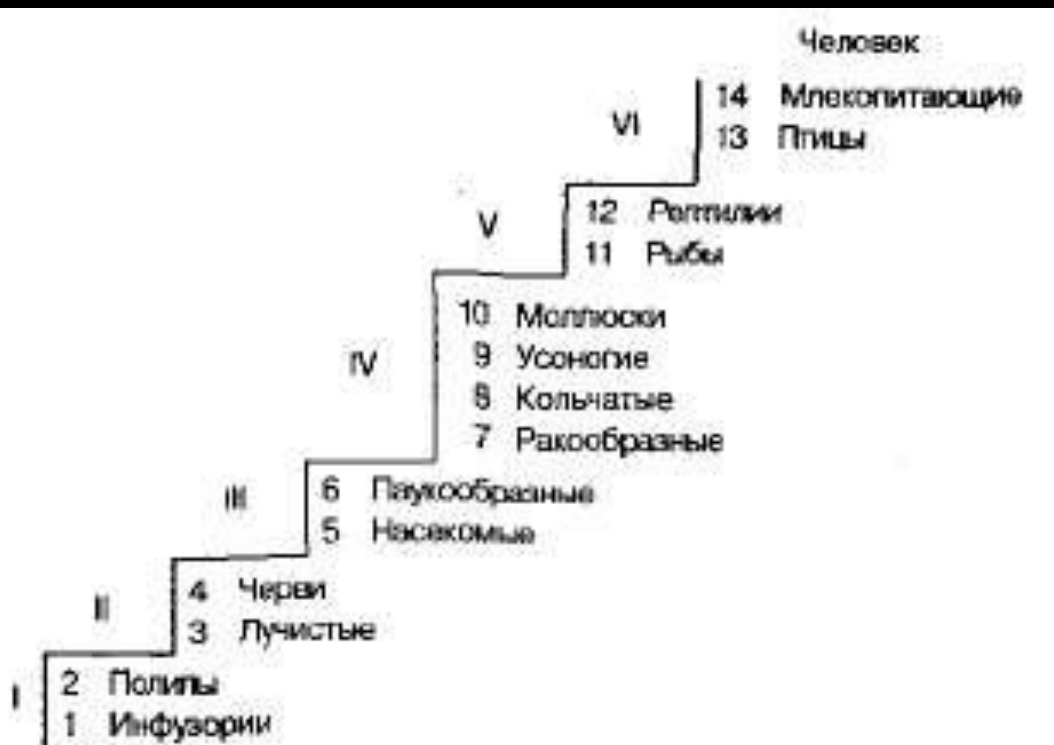 Человек
VI
14 Млекопитающие
13 Птицы
V
12 Рептилии
11 Рыбы
IV
10 Моллюски
9 Усоногие
8 Кольчатые
7 Ракообразные
III
6 Паукообразные
5 Насекомые
II
4 Черви
3 Лучистые
I
2 Полипы
1 Инфузории